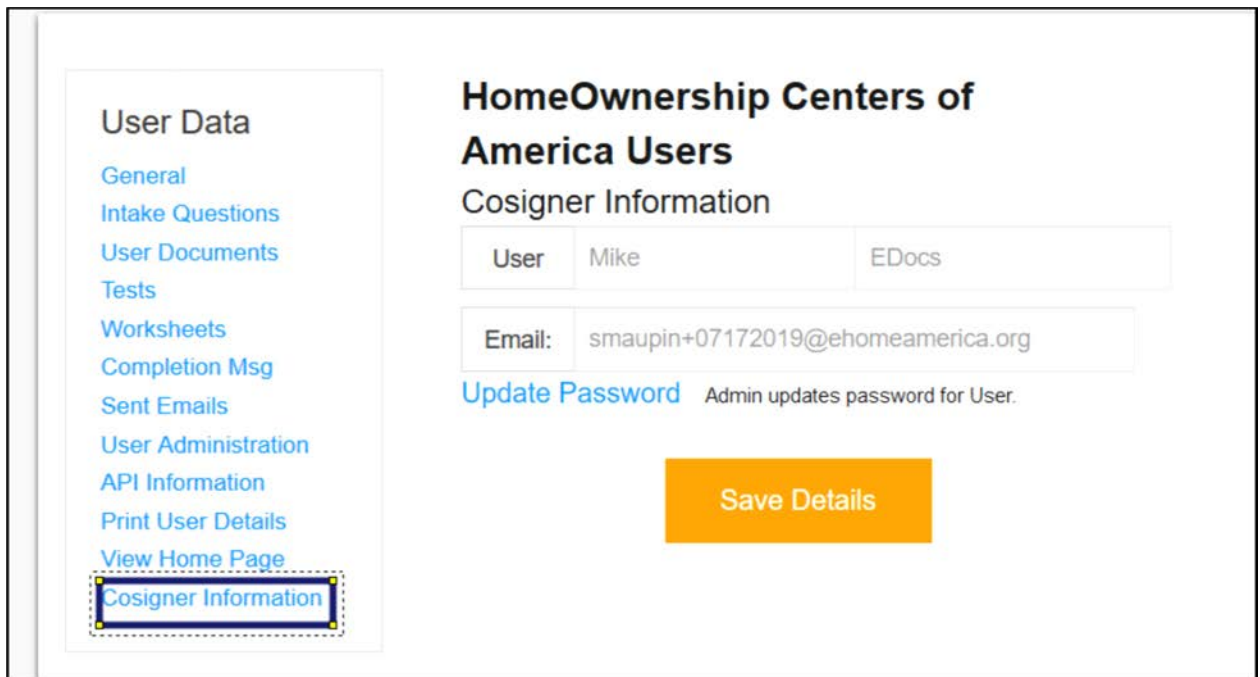 User Data
General
Intake Questions
User Documents
Tests
Worksheets
Completion Msg
Sent Emails
User Administration
API Information
Print User Details
View Home Page
Cosigner Information
HomeOwnership Centers of
America Users
Cosigner Information
User Mike EDocs
Email: smaupin+07172019@ehomeamerica.org
Update Password Admin updates password for User.
Save Details